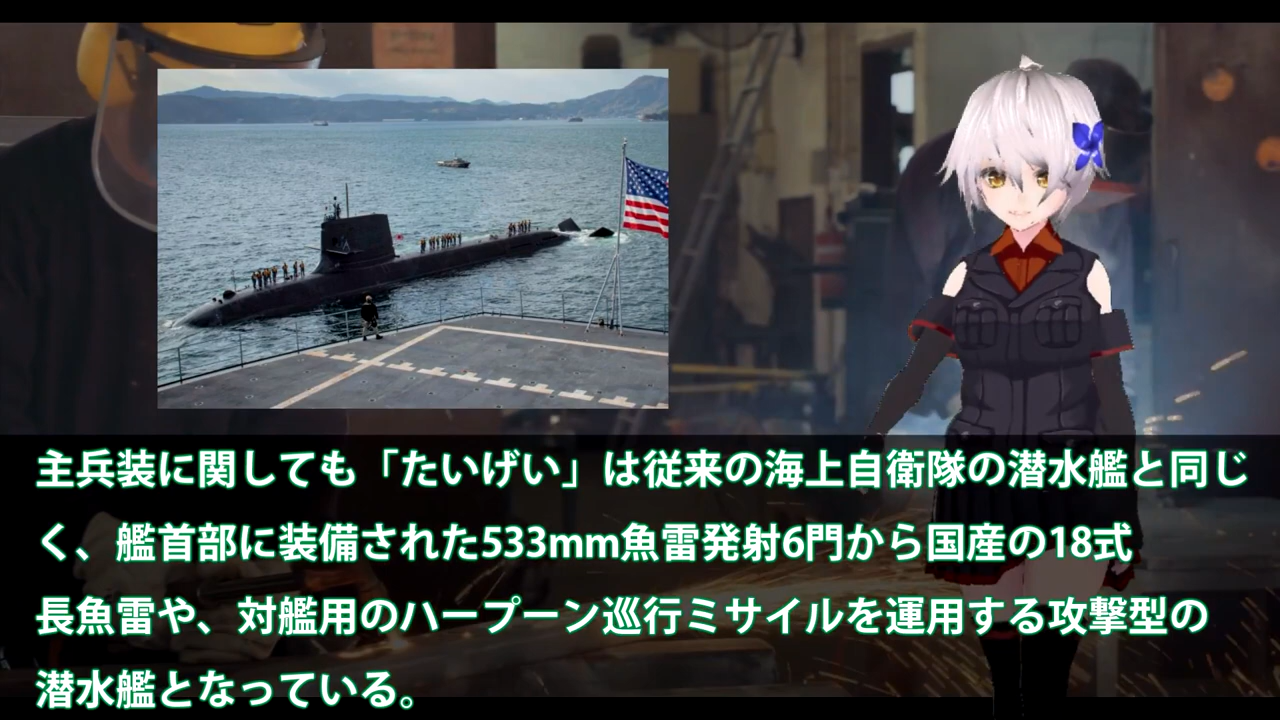 主兵装に関しても「たいげい」は従来の海上自衛隊の潜水艦と同じ
く、艦首部に装備された533mm魚雷発射6門から国産の18式
長魚雷や、対艦用のハープーン巡行ミサイルを運用する攻撃型の
潜水艦となっている。